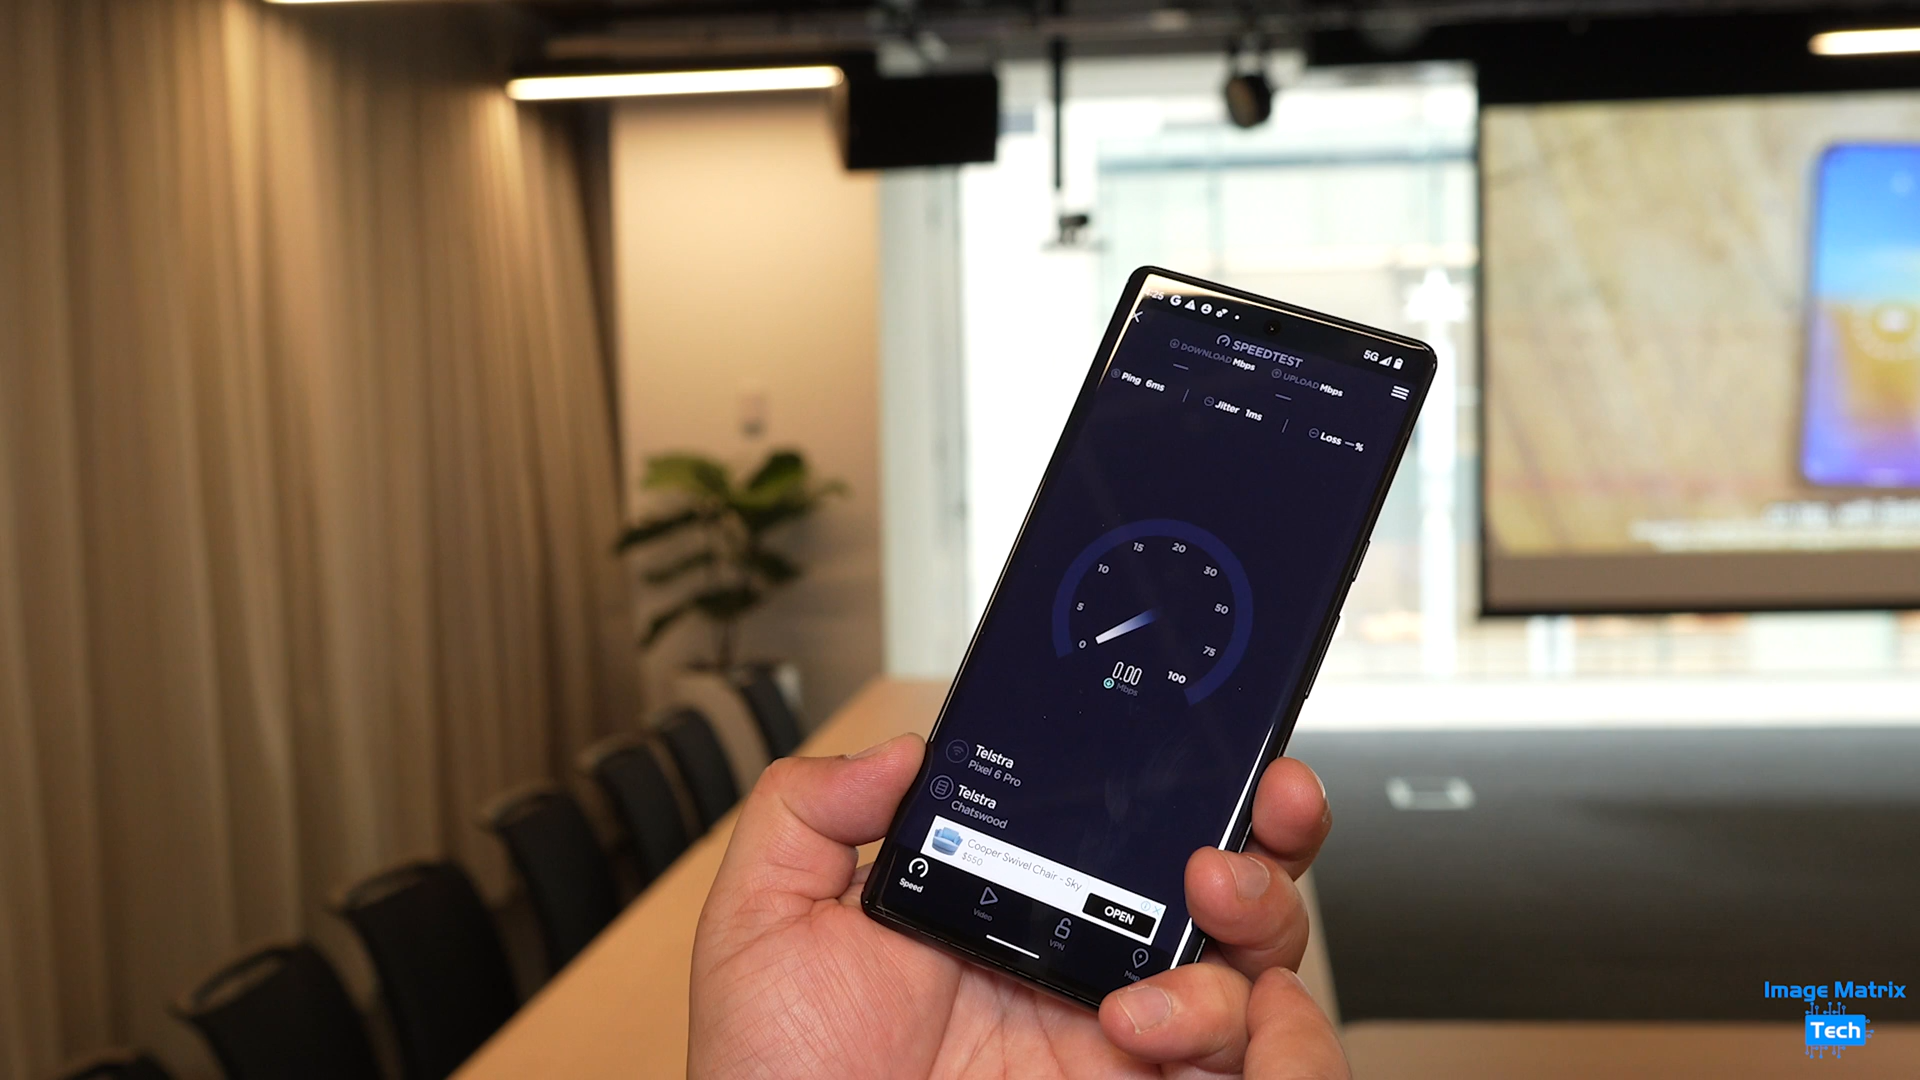 5G
SPEEDTEST
DOWNLOAD Mbps
UPLOAD Mbps
Ping 6ms
Jitter 1ms
Loss —%
0
5
10
15
20
30
50
75
100
0.00
Mbps
Telstra
Pixel 6 Pro
Telstra
Chatswood
Cooper Swivel Chair - Sky
$550
OPEN
Speed
Video
VPN
Map
Image Matrix
Tech